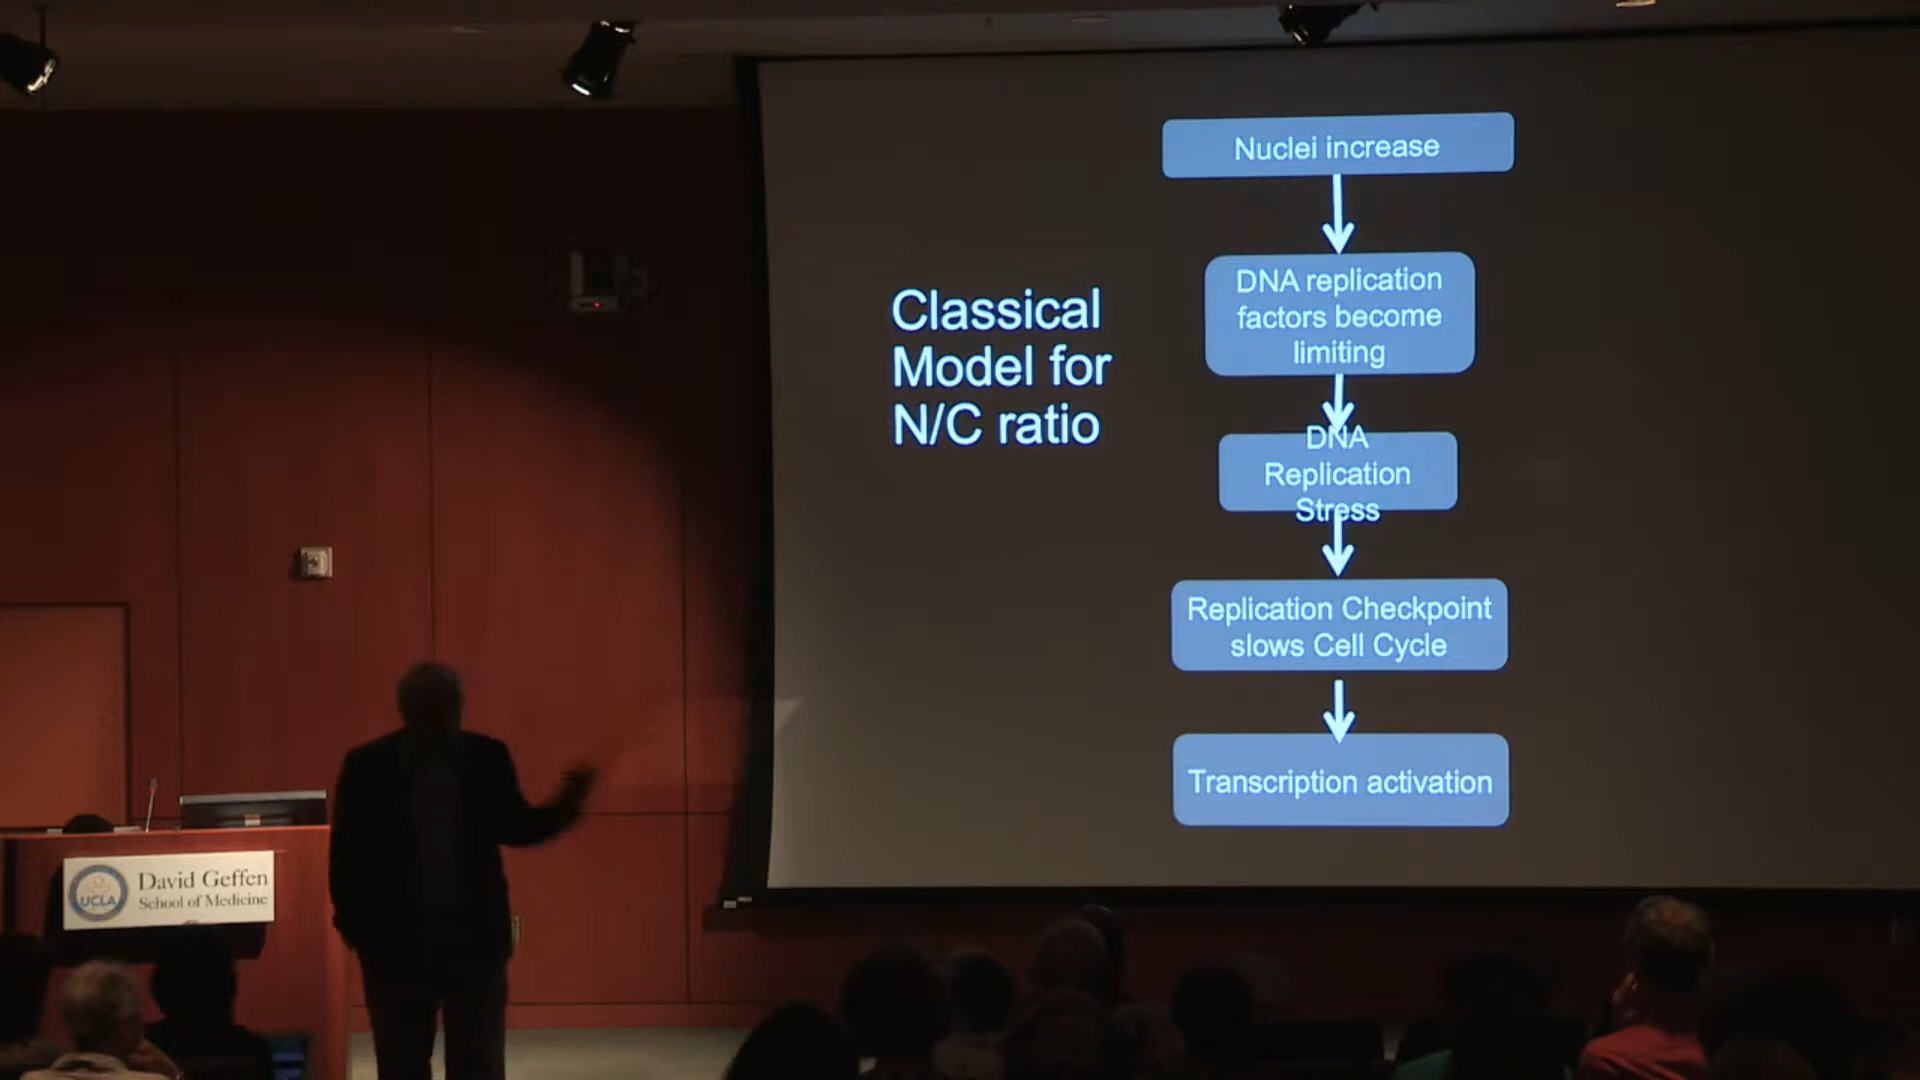 Nuclei increase
Classical
Model for
N/C ratio
DNA replication
factors become
limiting
DNA
Replication
Stress
Replication Checkpoint
slows Cell Cycle
Transcription activation
UCLA
David Geffen
School of Medicine